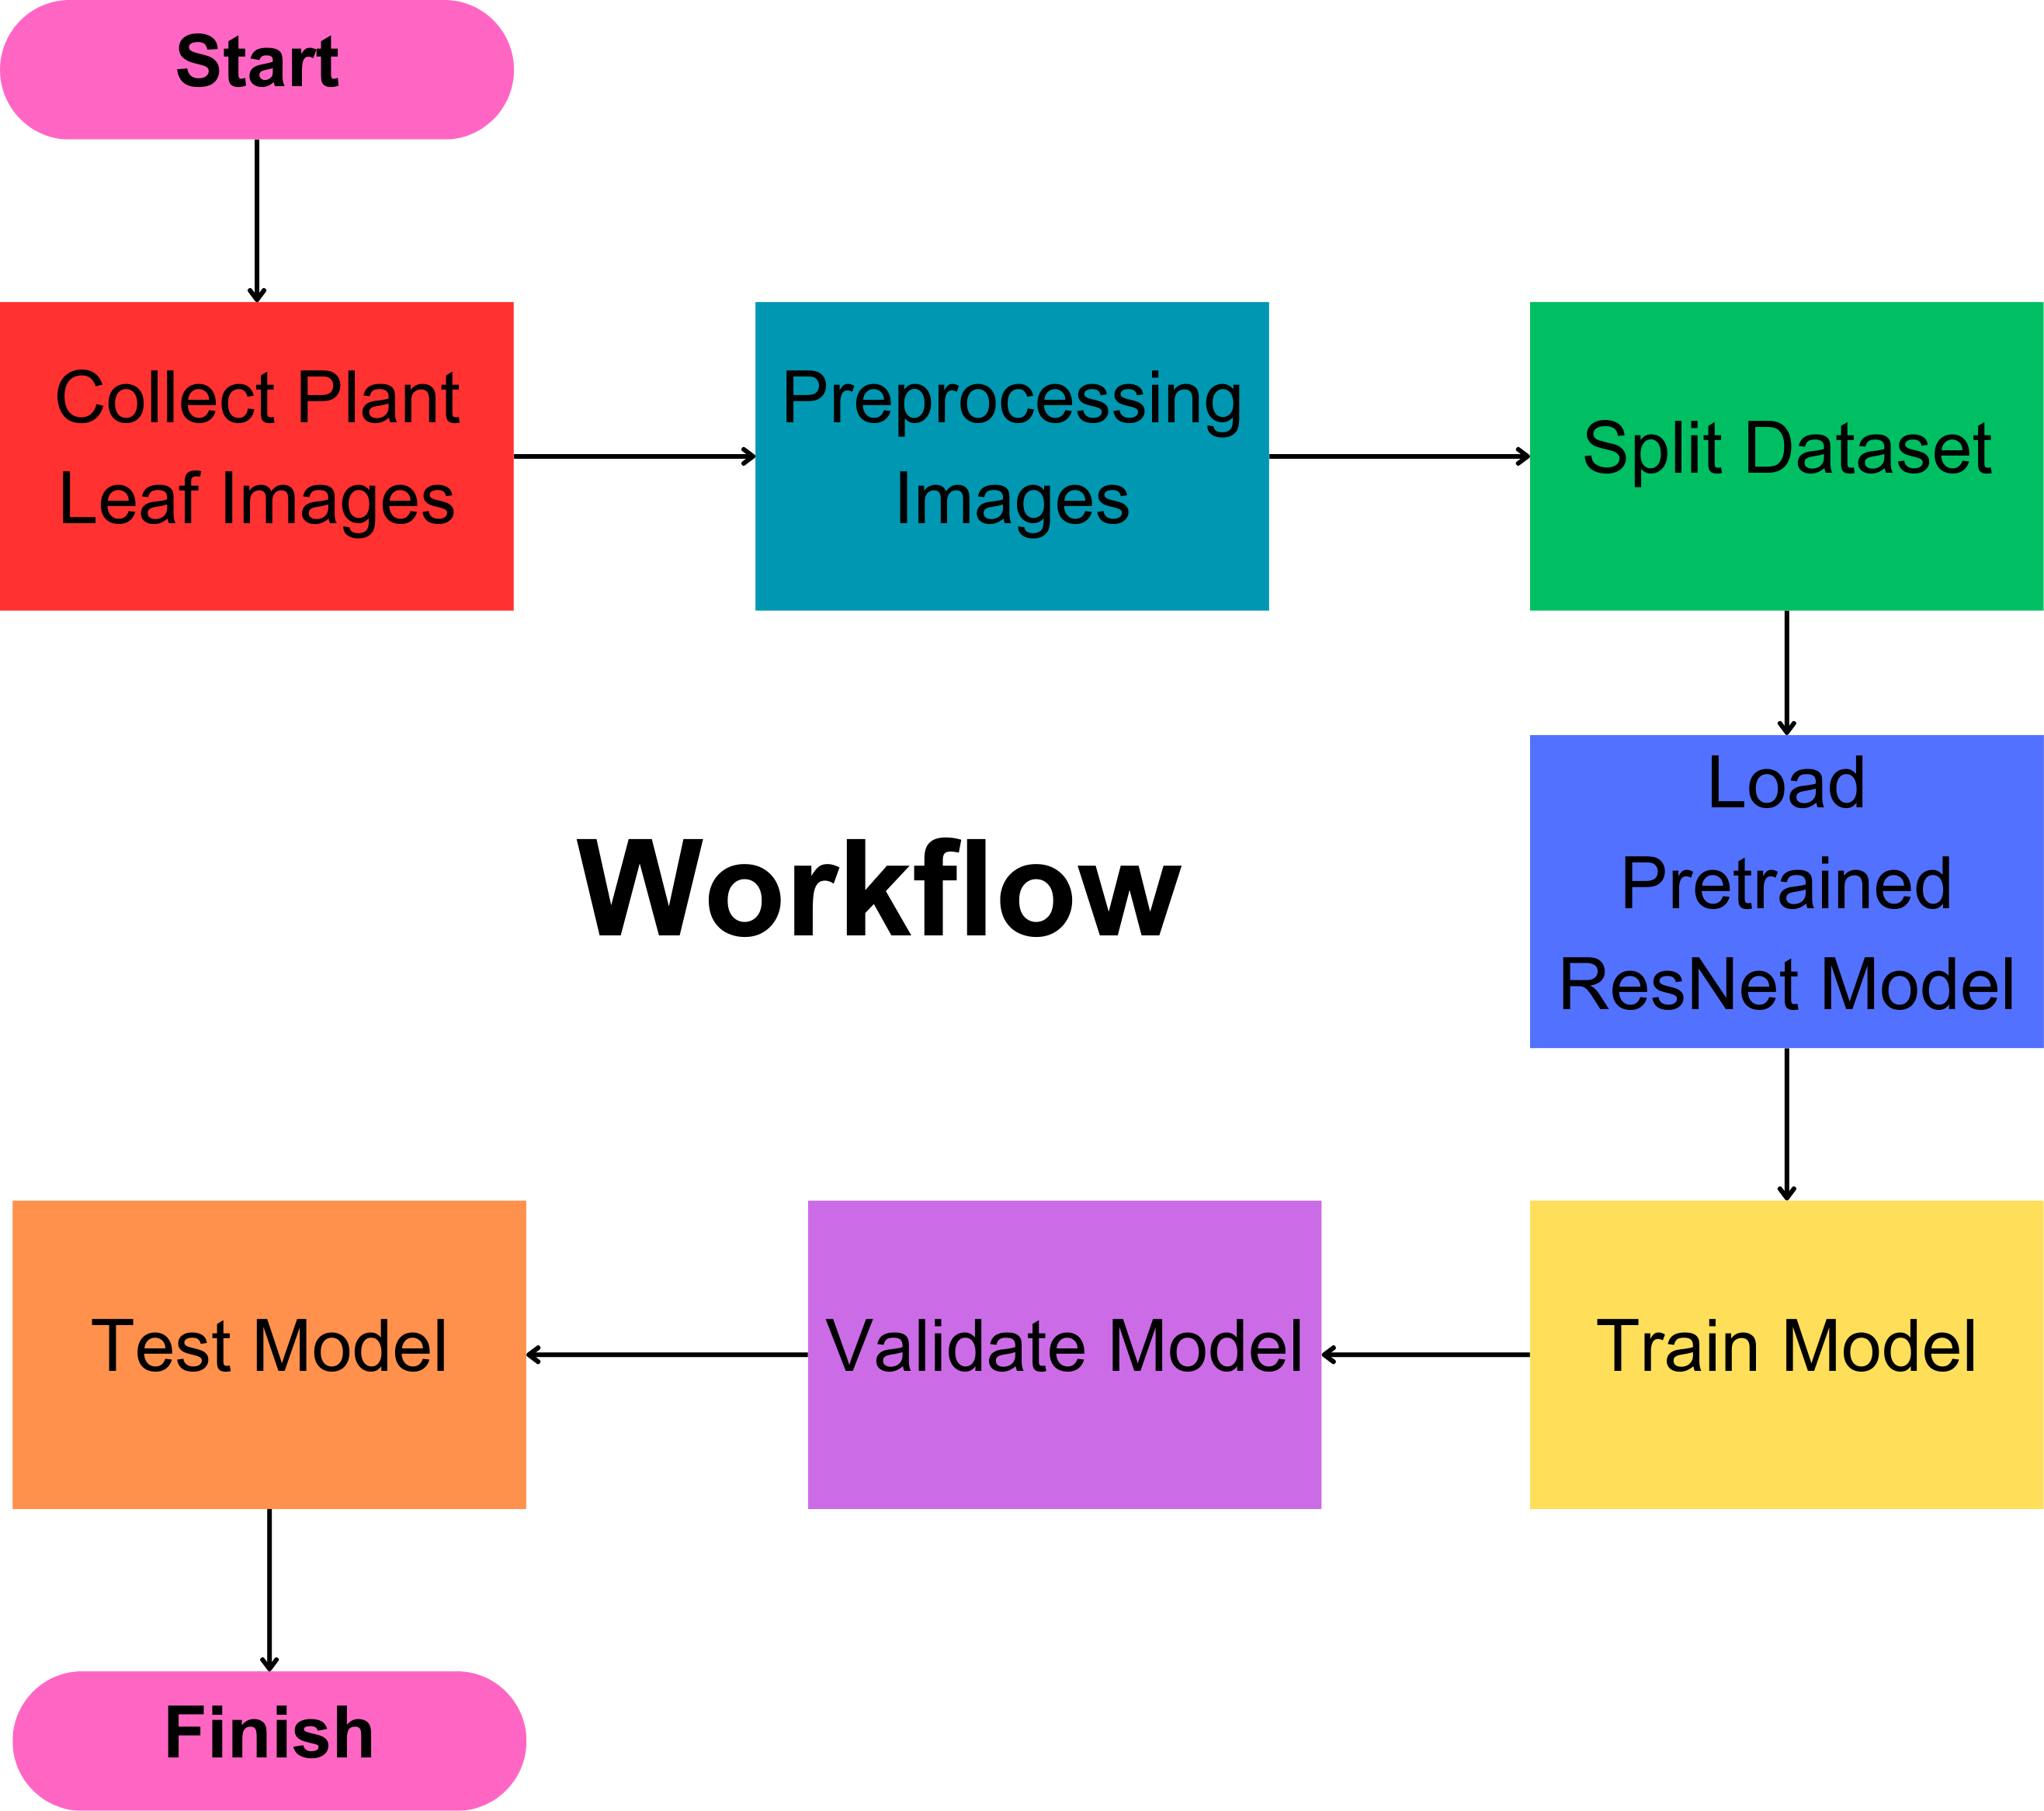 Start
Collect Plant
Leaf Images
Preprocessing
Images
Split Dataset
Load
Pretrained
ResNet Model
Workflow
Train Model
Validate Model
Test Model
Finish